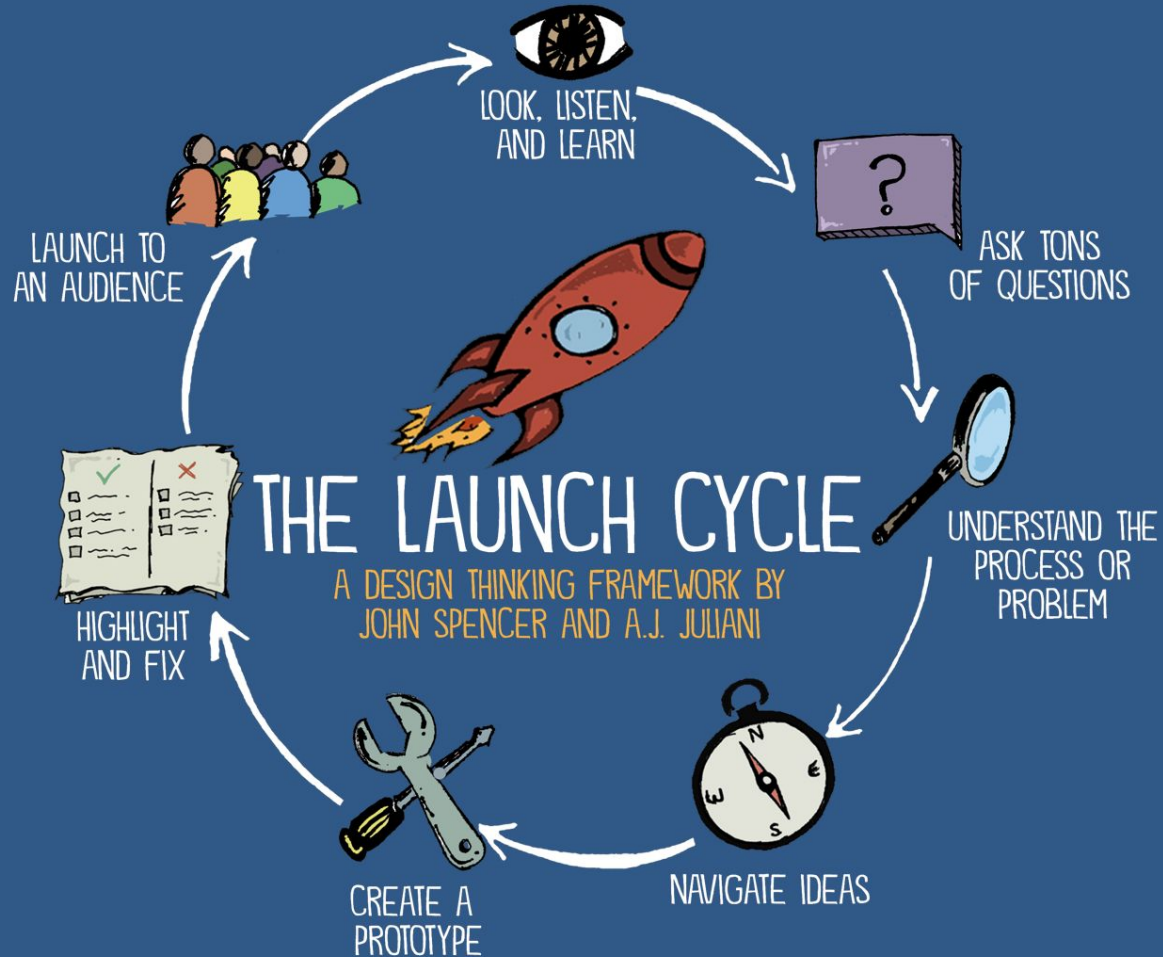 LOOK, LISTEN,
AND LEARN
?
ASK TONS
OF QUESTIONS
LAUNCH TO
AN AUDIENCE
THE LAUNCH CYCLE
A DESIGN THINKING FRAMEWORK BY
JOHN SPENCER AND A.J. JULIANI
UNDERSTAND THE
PROCESS OR
PROBLEM
HIGHLIGHT
AND FIX
N
E
W
S
NAVIGATE IDEAS
CREATE A
PROTOTYPE